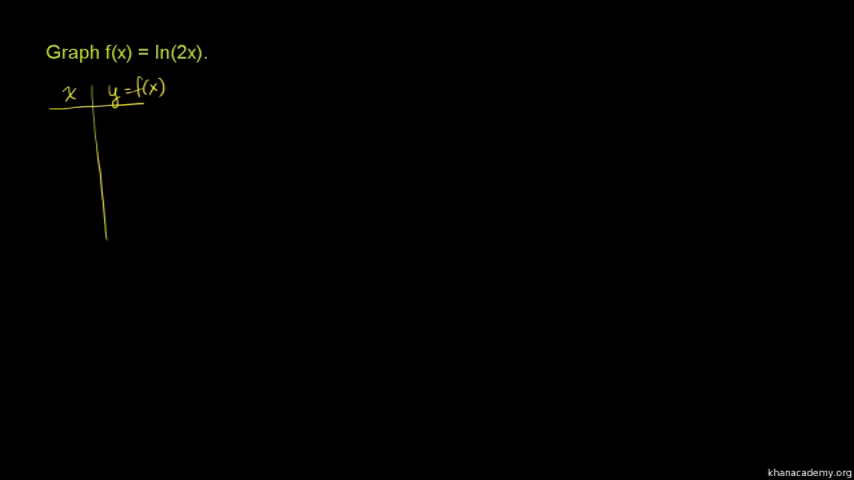 Graph f(x) = ln(2x).
x y=f(x)
khanacademy.org